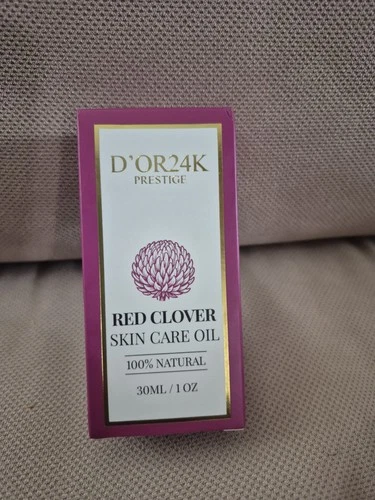 D'OR24K
PRESTIGE
RED CLOVER
SKIN CARE OIL
100% NATURAL
30ML / 1 OZ